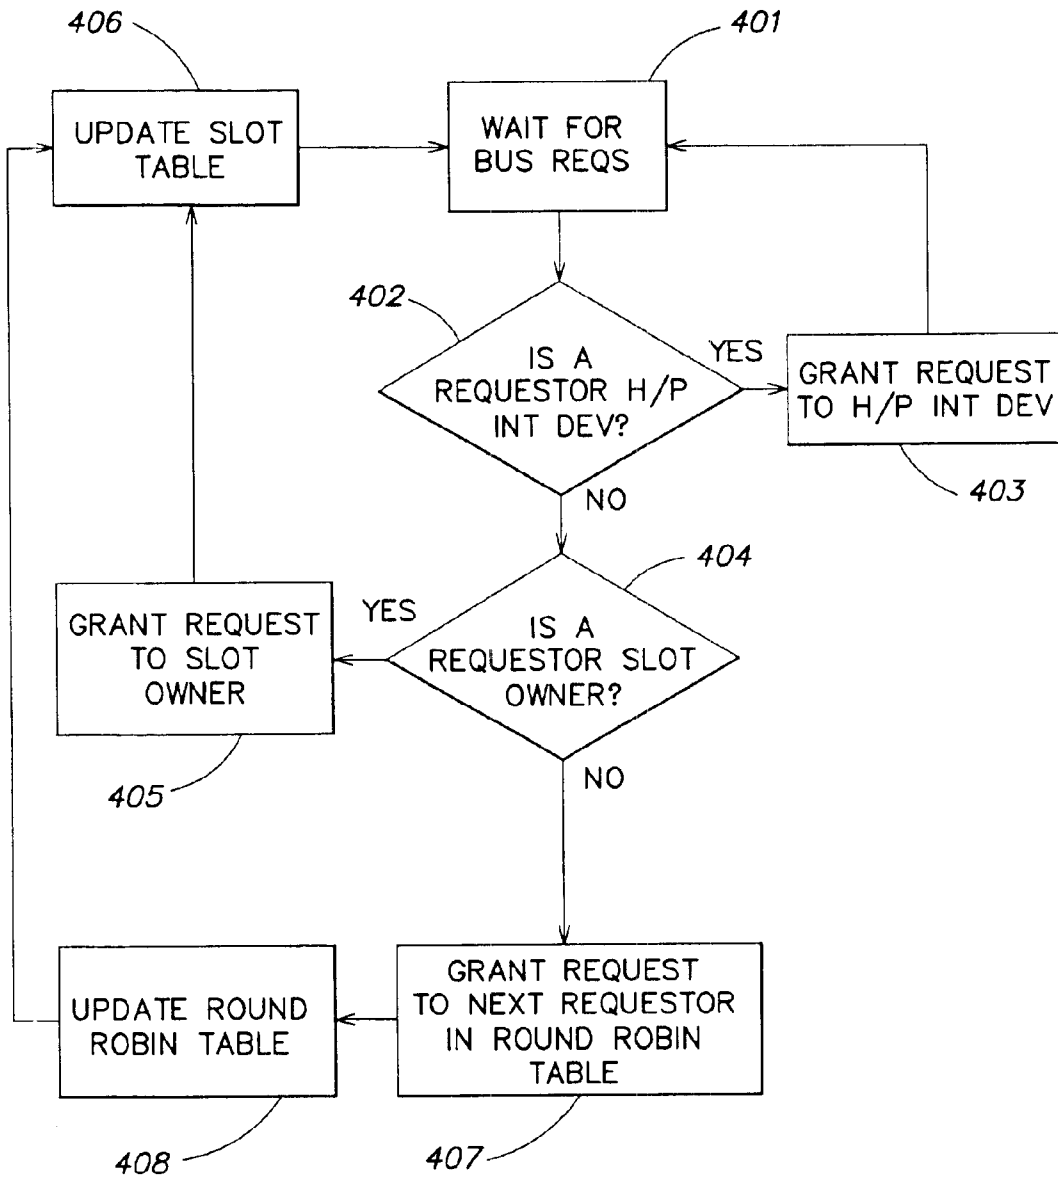 406
401
UPDATE SLOT
TABLE
WAIT FOR
BUS REQS
402
IS A
REQUESTOR H/P
INT DEV?
YES
GRANT REQUEST
TO H/P INT DEV
403
NO
404
GRANT REQUEST
TO SLOT
OWNER
YES
IS A
REQUESTOR SLOT
OWNER?
405
NO
UPDATE ROUND
ROBIN TABLE
GRANT REQUEST
TO NEXT REQUESTOR
IN ROUND ROBIN
TABLE
408
407